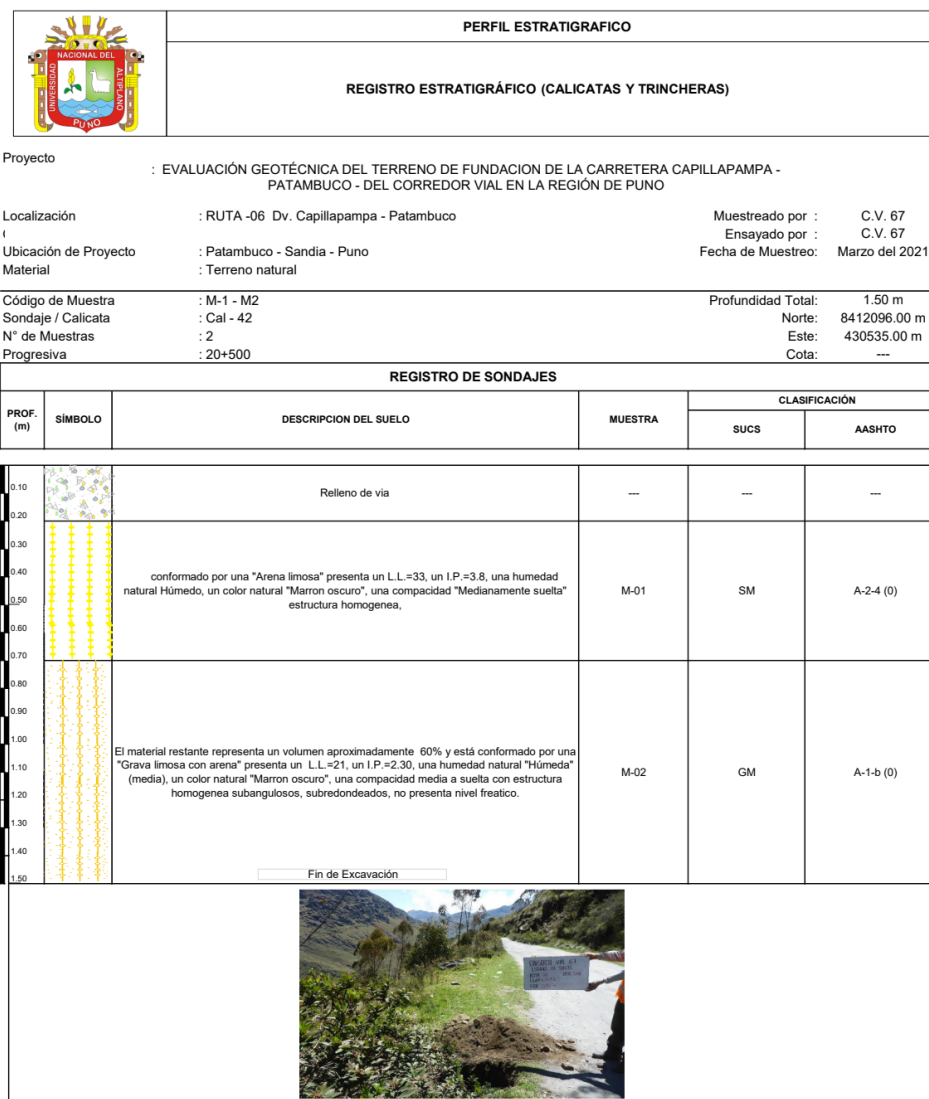 PERFIL ESTRATIGRAFICO
NACIONAL DEL
UNIVERSIDAD
ALTIPLANO
PUNO
REGISTRO ESTRATIGRÁFICO (CALICATAS Y TRINCHERAS)
Proyecto
: EVALUACIÓN GEOTÉCNICA DEL TERRENO DE FUNDACION DE LA CARRETERA CAPILLAPAMPA -
PATAMBUCO - DEL CORREDOR VIAL EN LA REGIÓN DE PUNO
Localización : RUTA -06 Dv. Capillapampa - Patambuco Muestreado por : C.V. 67
Ensayado por : C.V. 67
Ubicación de Proyecto : Patambuco - Sandia - Puno Fecha de Muestreo: Marzo del 2021
Material : Terreno natural
Código de Muestra : M-1 - M2 Profundidad Total: 1.50 m
Sondaje / Calicata : Cal - 42 Norte: 8412096.00 m
N° de Muestras : 2 Este: 430535.00 m
Progresiva : 20+500 Cota: ---
REGISTRO DE SONDAJES
PROF. (m) SÍMBOLO DESCRIPCION DEL SUELO MUESTRA CLASIFICACIÓN
SUCS AASHTO
0.10
Relleno de via --- --- ---
0.20
0.30
0.40
conformado por una "Arena limosa" presenta un L.L.=33, un I.P.=3.8, una humedad
natural Húmedo, un color natural "Marron oscuro", una compacidad "Medianamente suelta" M-01 SM A-2-4 (0)
0.50
estructura homogenea,
0.60
0.70
0.80
0.90
1.00
El material restante representa un volumen aproximadamente 60% y está conformado por una
1.10
"Grava limosa con arena" presenta un L.L.=21, un I.P.=2.30, una humedad natural "Húmeda"
(media), un color natural "Marron oscuro", una compacidad media a suelta con estructura M-02 GM A-1-b (0)
1.20
homogenea subangulosos, subredondeados, no presenta nivel freatico.
1.30
1.40
1.50
Fin de Excavación